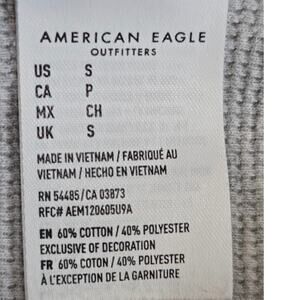 AMERICAN EAGLE
OUTFITTERS
US S
CA P
MX CH
UK S
MADE IN VIETNAM / FABRIQUÉ AU
VIETNAM / HECHO EN VIETNAM
RN 54485 / CA 03873
RFC# AEM120605U9A
EN 60% COTTON / 40% POLYESTER
EXCLUSIVE OF DECORATION
FR 60% COTON / 40% POLYESTER
À L'EXCEPTION DE LA GARNITURE